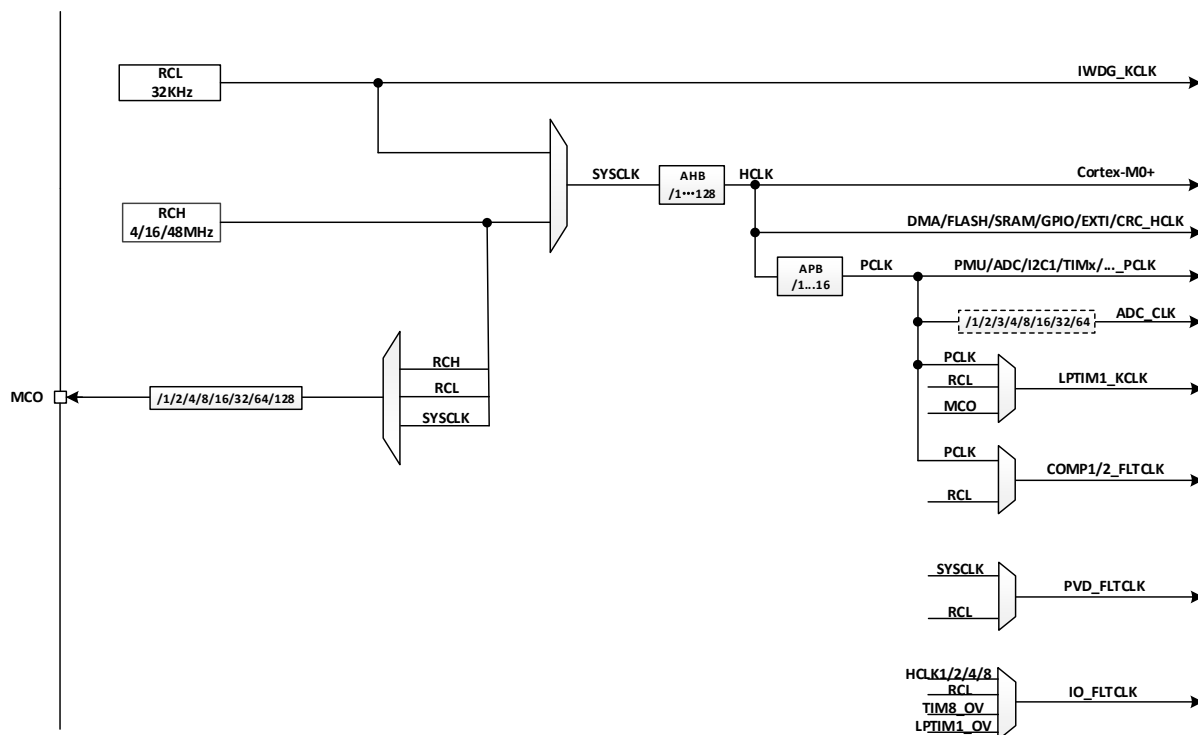 RCL
32KHz
IWDG_KCLK
RCH
4/16/48MHz
SYSCLK
AHB
/1···128
HCLK
Cortex-M0+
DMA/FLASH/SRAM/GPIO/EXTI/CRC_HCLK
APB
/1...16
PCLK
PMU/ADC/I2C1/TIMx/..._PCLK
/1/2/3/4/8/16/32/64
ADC_CLK
MCO
/1/2/4/8/16/32/64/128
RCH
RCL
SYSCLK
PCLK
RCL
MCO
LPTIM1_KCLK
PCLK
RCL
COMP1/2_FLTCLK
SYSCLK
RCL
PVD_FLTCLK
HCLK1/2/4/8
RCL
TIM8_OV
LPTIM1_OV
IO_FLTCLK